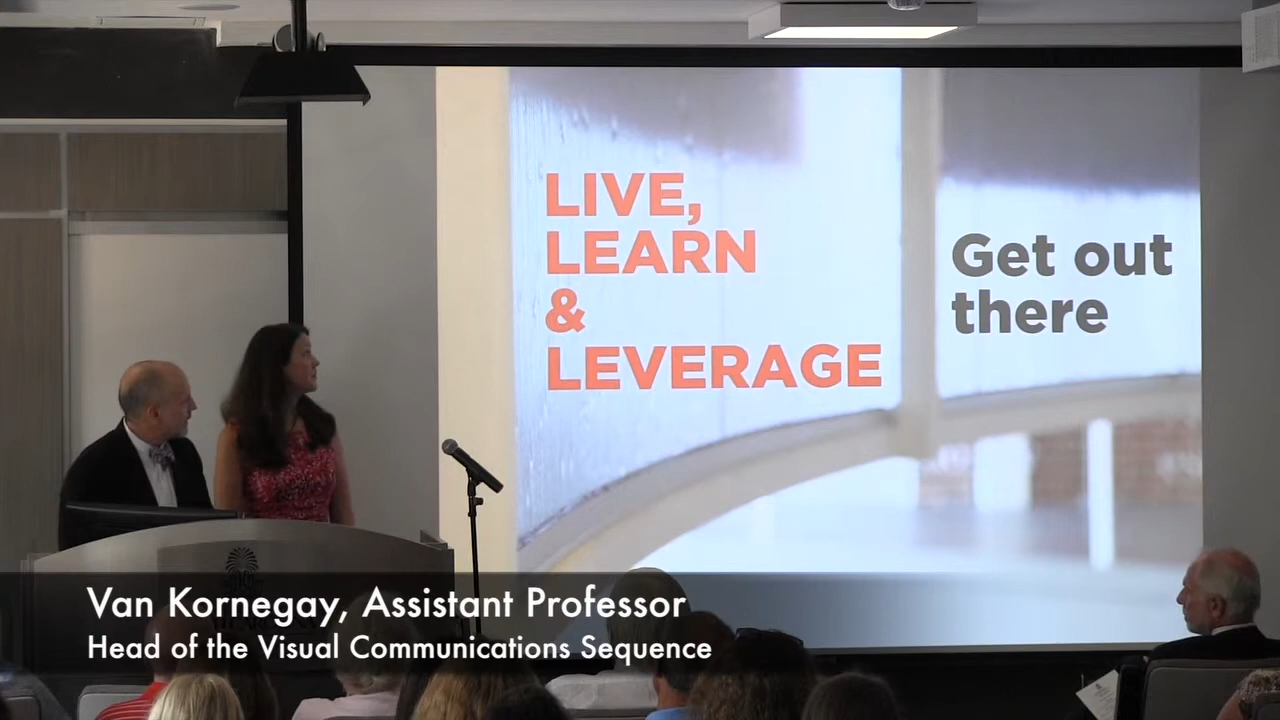 LIVE,
LEARN
&
LEVERAGE
Get out
there
Van Kornegay, Assistant Professor
Head of the Visual Communications Sequence